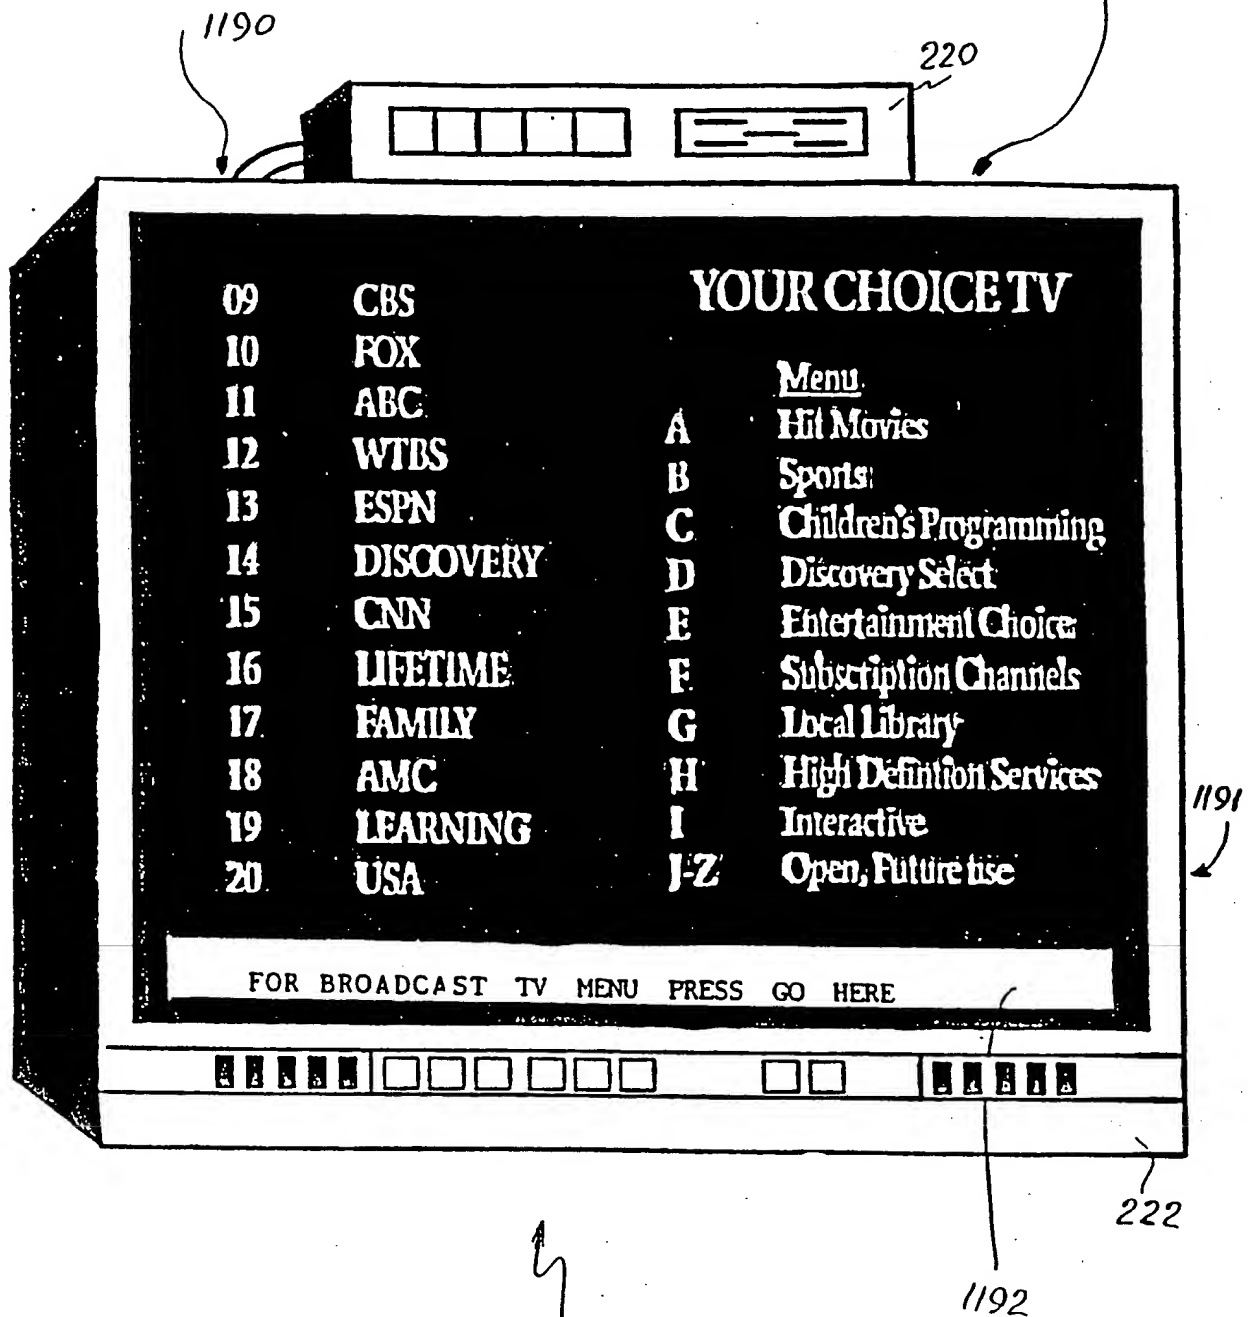 1190
220
09 CBS
10 FOX
11 ABC
12 WTBS
13 ESPN
14 DISCOVERY
15 CNN
16 LIFETIME
17 FAMILY
18 AMC
19 LEARNING
20 USA
YOUR CHOICE TV
Menu
A Hit Movies
B Sports
C Children's Programming
D Discovery Select
E Entertainment Choice
F Subscription Channels
G Local Library
H High Defintion Services
I Interactive
J-Z Open, Future use
1191
FOR BROADCAST TV MENU PRESS GO HERE
222
1192